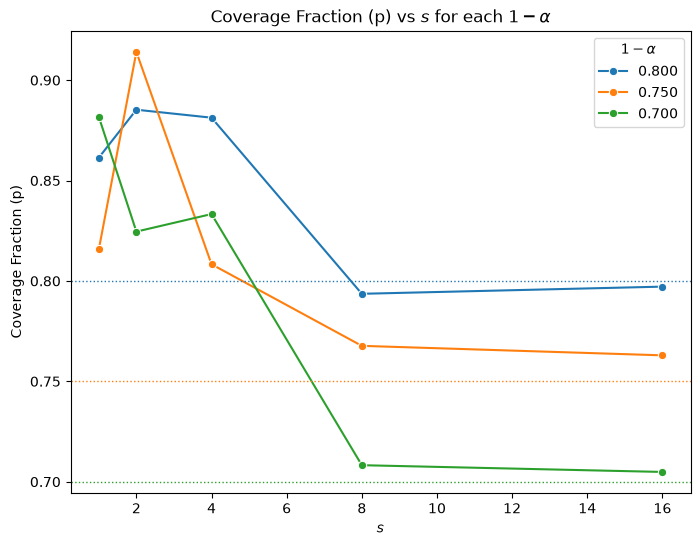 Coverage Fraction (p) vs s for each 1 − α
1 − α
0.800
0.750
0.700
0.90
0.85
0.80
0.75
0.70
Coverage Fraction (p)
2 4 6 8 10 12 14 16
s